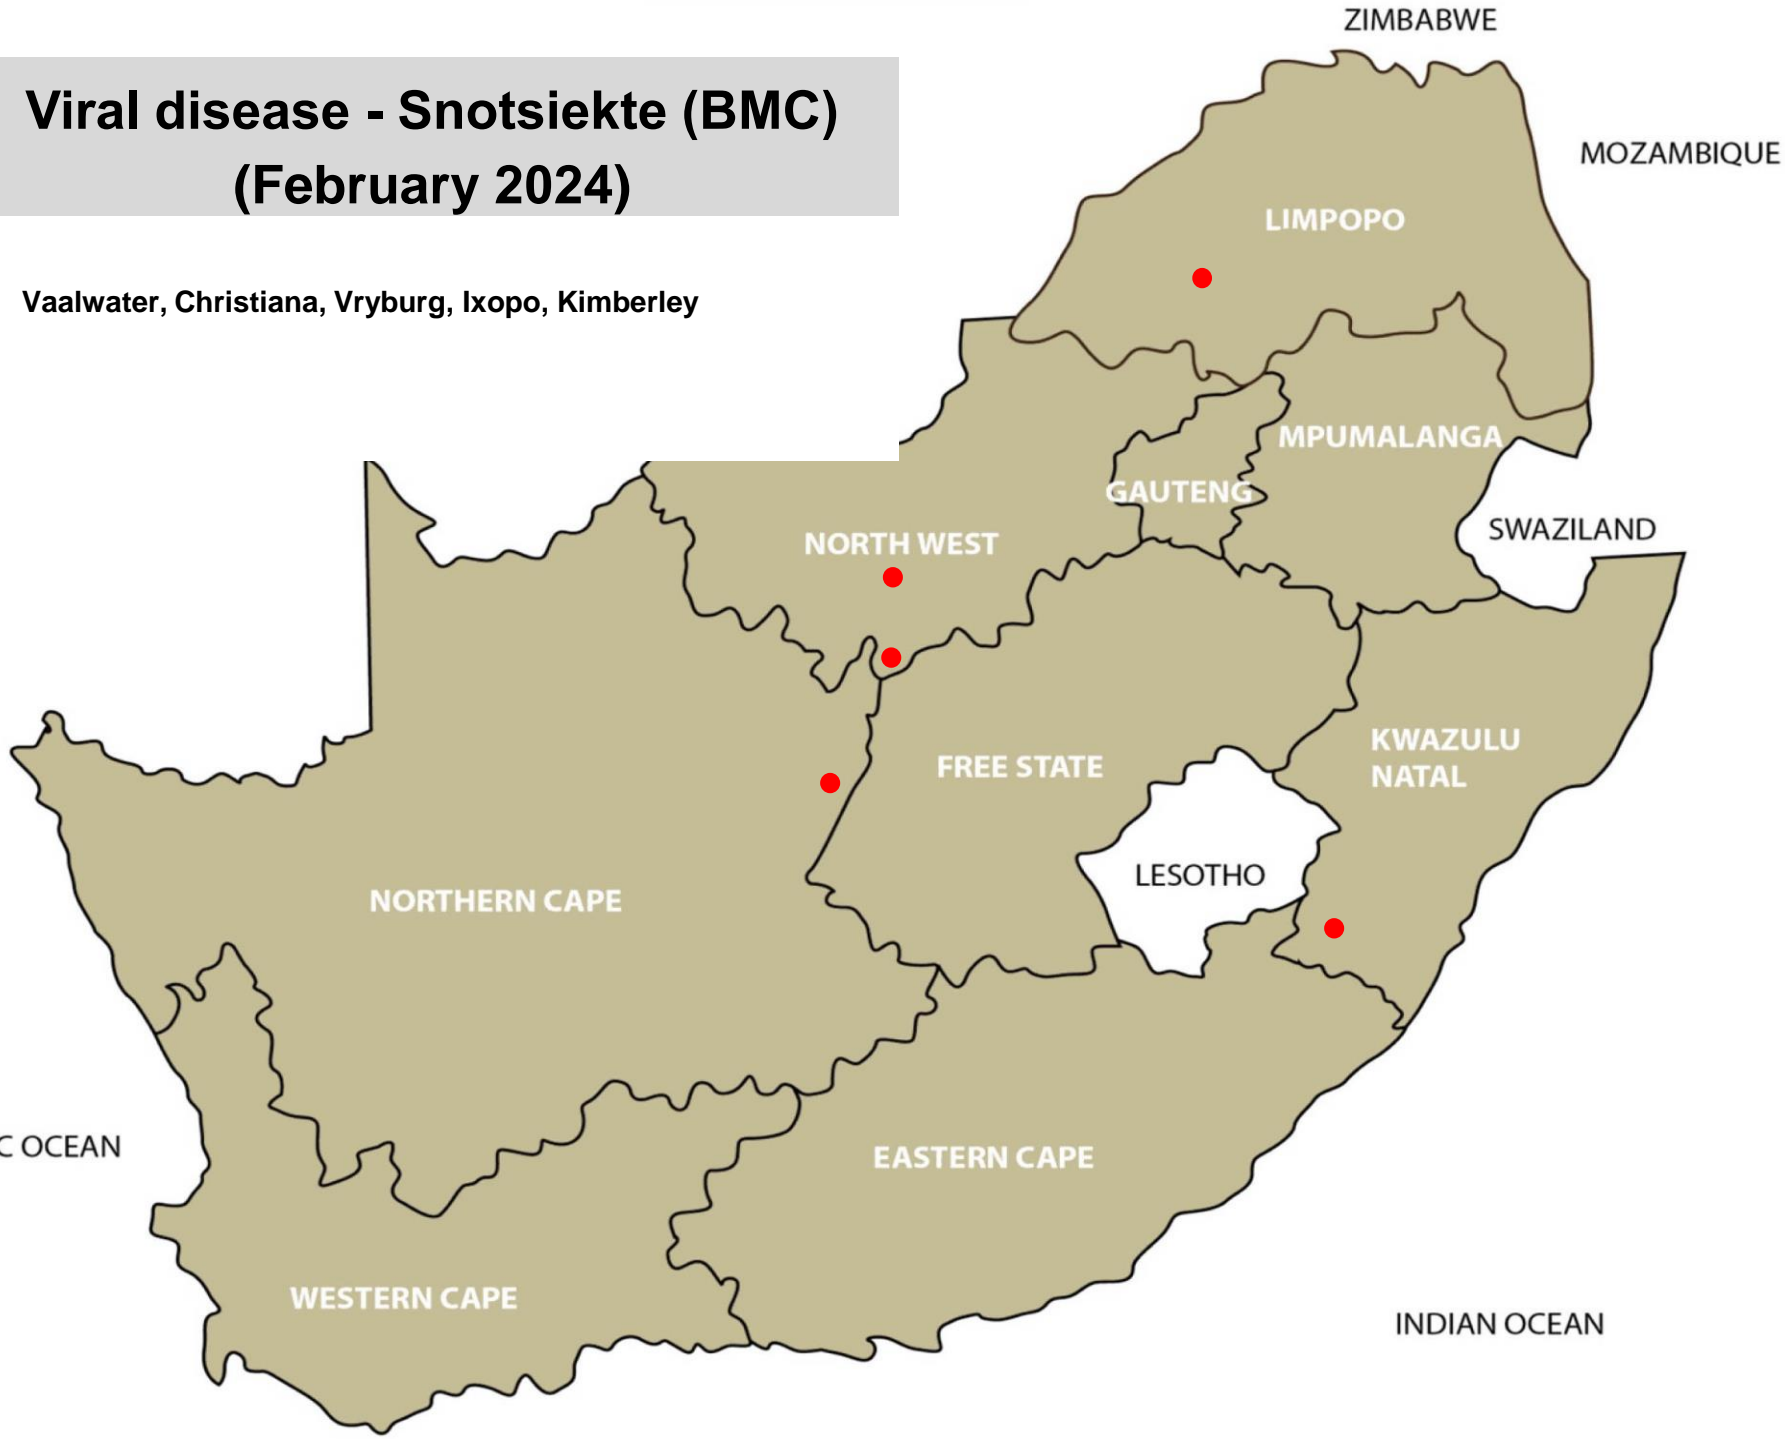 ZIMBABWE
Viral disease - Snotsiekte (BMC)
(February 2024)
MOZAMBIQUE
LIMPOPO
Vaalwater, Christiana, Vryburg, Ixopo, Kimberley
MPUMALANGA
GAUTENG
SWAZILAND
NORTH WEST
KWAZULU
NATAL
FREE STATE
LESOTHO
NORTHERN CAPE
C OCEAN
EASTERN CAPE
WESTERN CAPE
INDIAN OCEAN